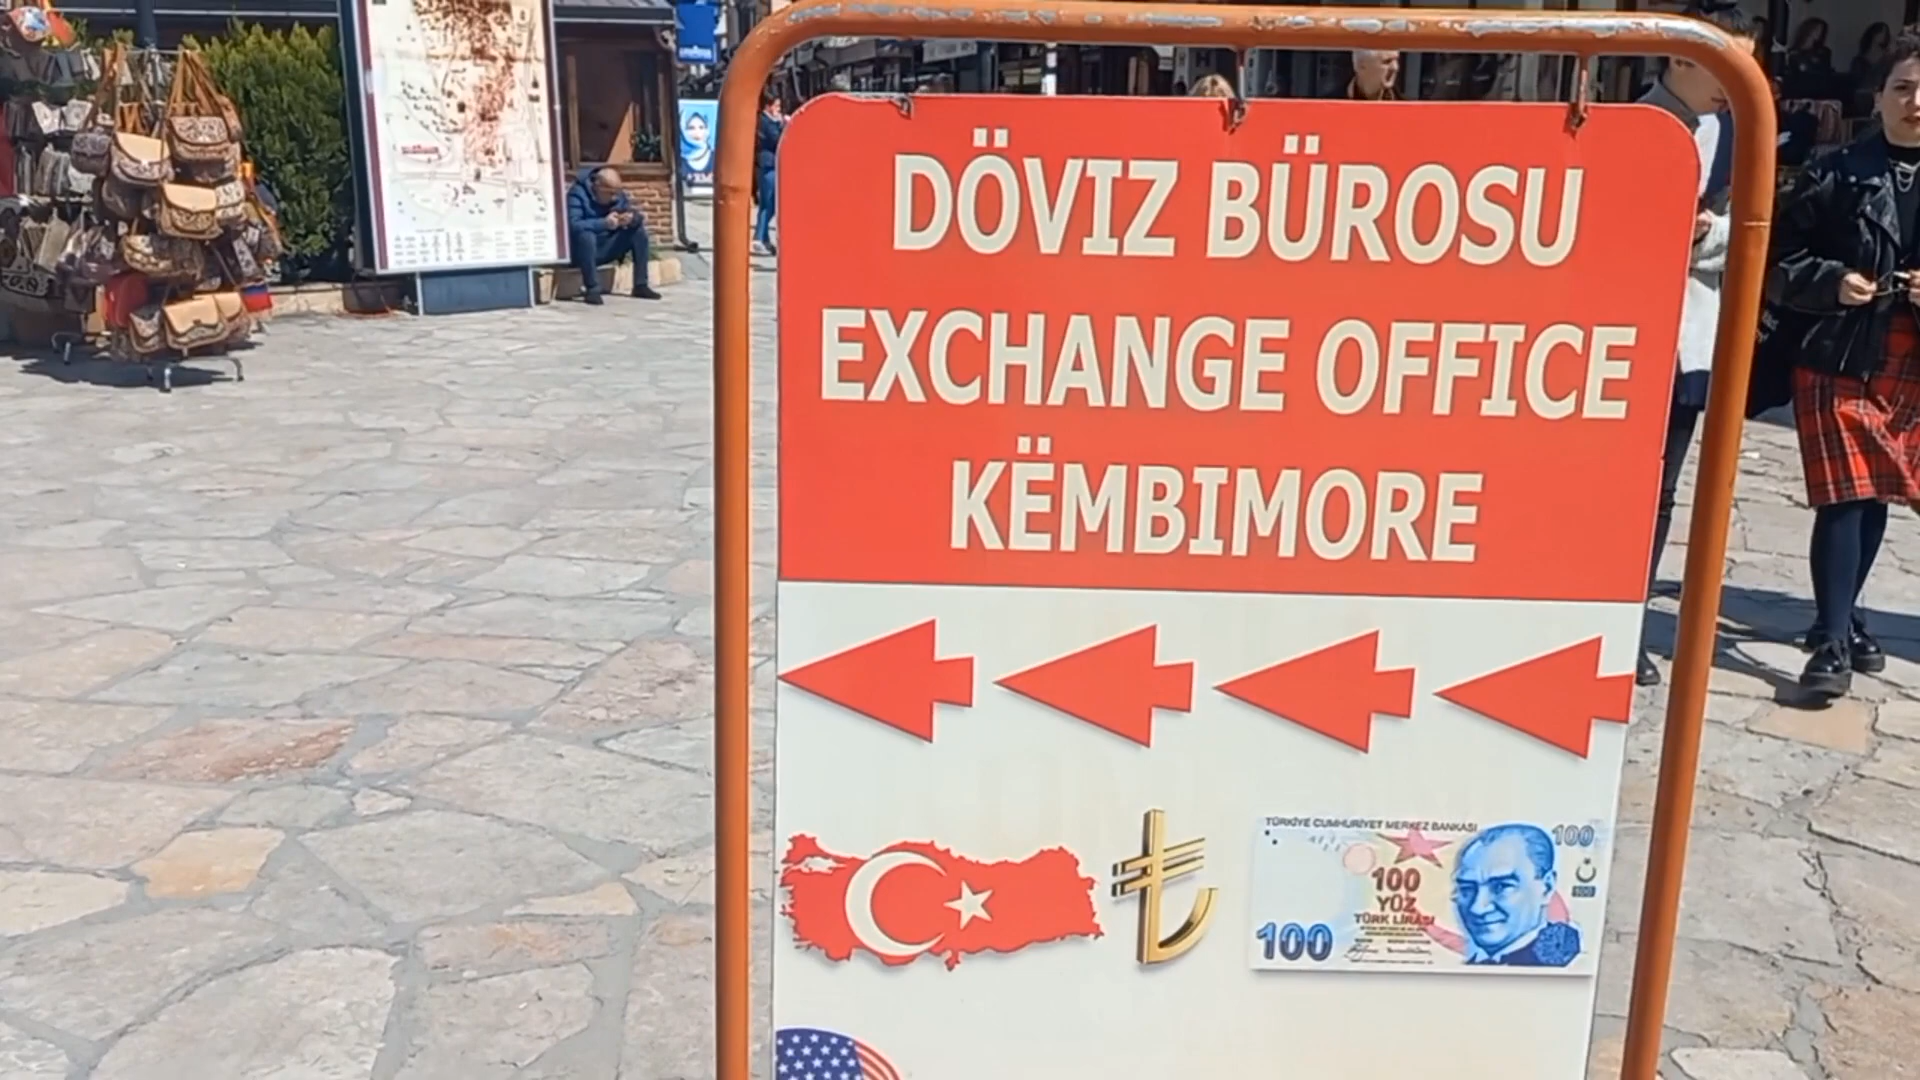 DÖVIZ BÜROSU
EXCHANGE OFFICE
KËMBIMORE
₺
TÜRKİYE CUMHURİYET MERKEZ BANKASI
100
100
YÜZ
TÜRK LİRASI
100